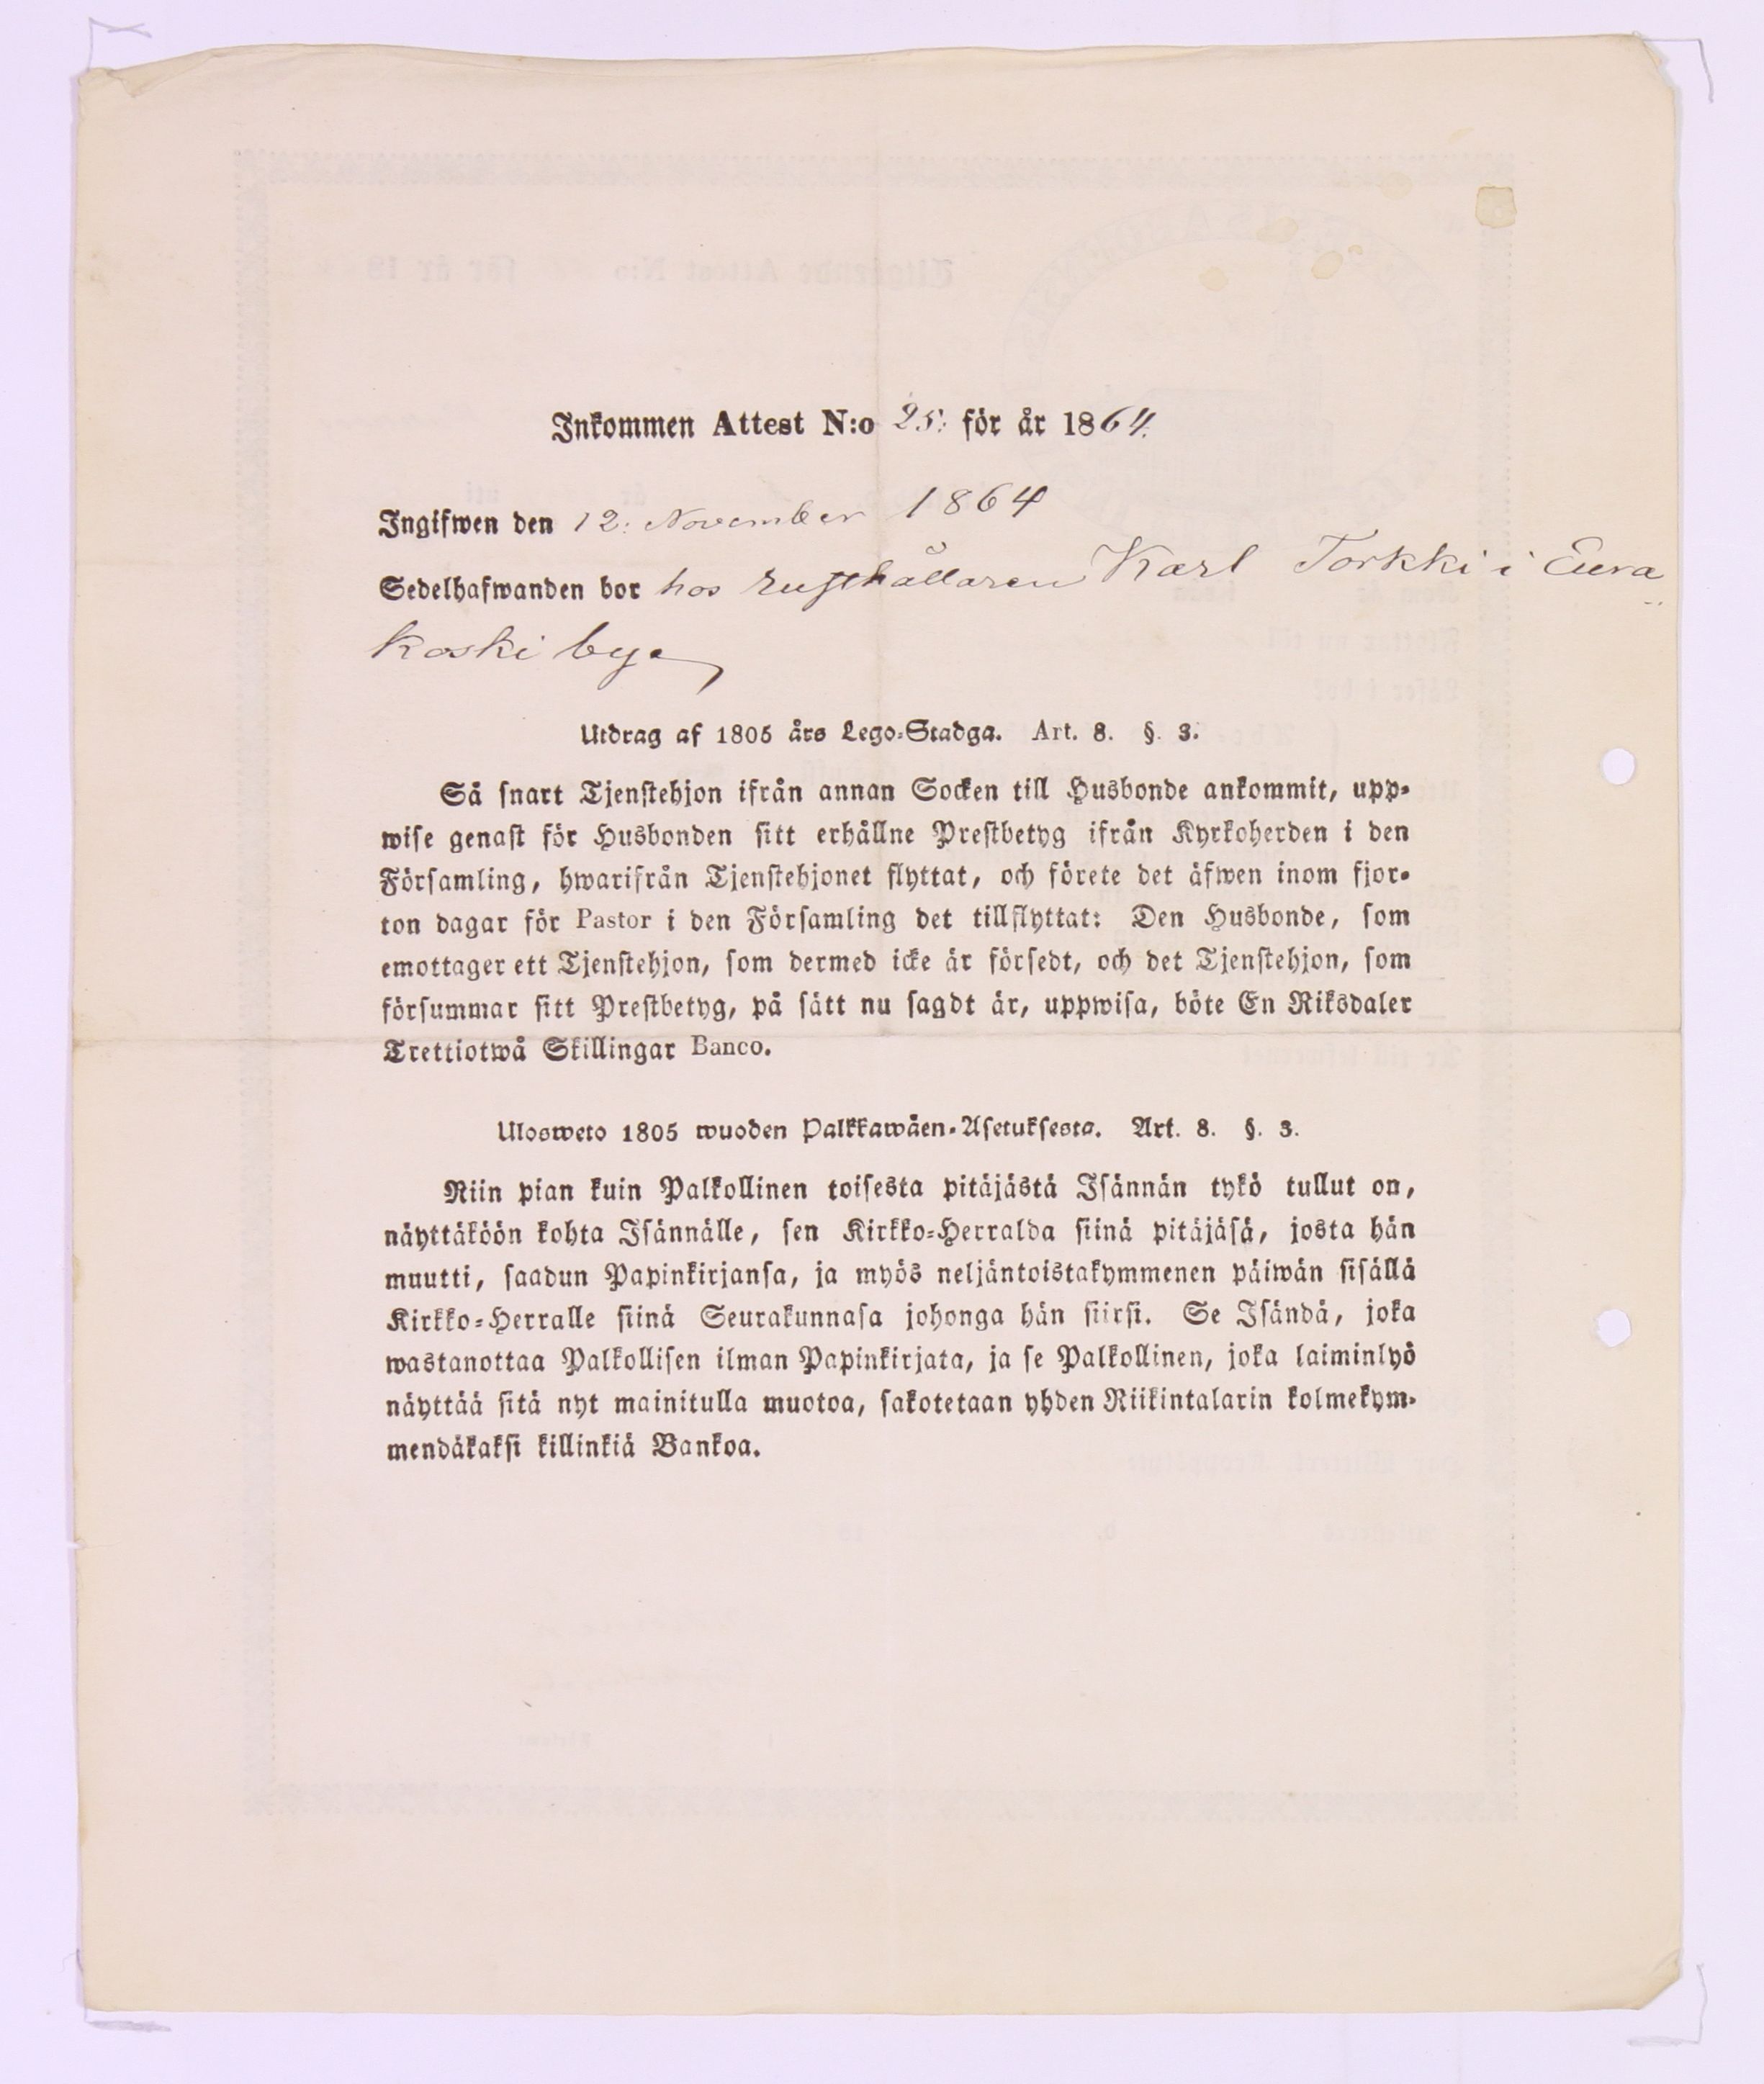 Inkommen Attest N:o 25: för år 1864.
Ingifwen den 12: November 1864
Sedelhafwanden bor hos rusthållaren Karl Torkki i Eura
koski bye
Utdrag af 1805 års Lego-Stadga. Art. 8. §. 3.
Så snart Tjenstehjon ifrån annan Socken till Husbonde ankommit, upp-
wise genast för Husbonden sitt erhållne Prestbetyg ifrån Kyrkoherden i den
Församling, hwarifrån Tjenstehjonet flyttat, och förete det äfwen inom fjor-
ton dagar för Pastor i den Församling det tillflyttat: Den Husbonde, som
emottager ett Tjenstehjon, som dermed icke är försedt, och det Tjenstehjon, som
försummar sitt Prestbetyg, på sätt nu sagdt är, uppwisa, böte En Riksdaler
Trettiotwå Skillingar Banco.
Ulosweto 1805 wuoden Palkkawäen-Asetuksesta. Art. 8. §. 3.
Niin pian kuin Palkollinen toisesta pitäjästä Isännän tykö tullut on,
näyttäköön kohta Isännälle, sen Kirkko-Herralda siinä pitäjäsä, josta hän
muutti, saadun Papinkirjansa, ja myös neljäntoistakymmenen päiwän sisällä
Kirkko-Herralle siinä Seurakunnasa johonga hän siirsi. Se Isändä, joka
wastanottaa Palkollisen ilman Papinkirjata, ja se Palkollinen, joka laiminlyö
näyttää sitä nyt mainitulla muotoa, sakotetaan yhden Riikintalarin kolmekym-
mendäkaksi killinkiä Bankoa.